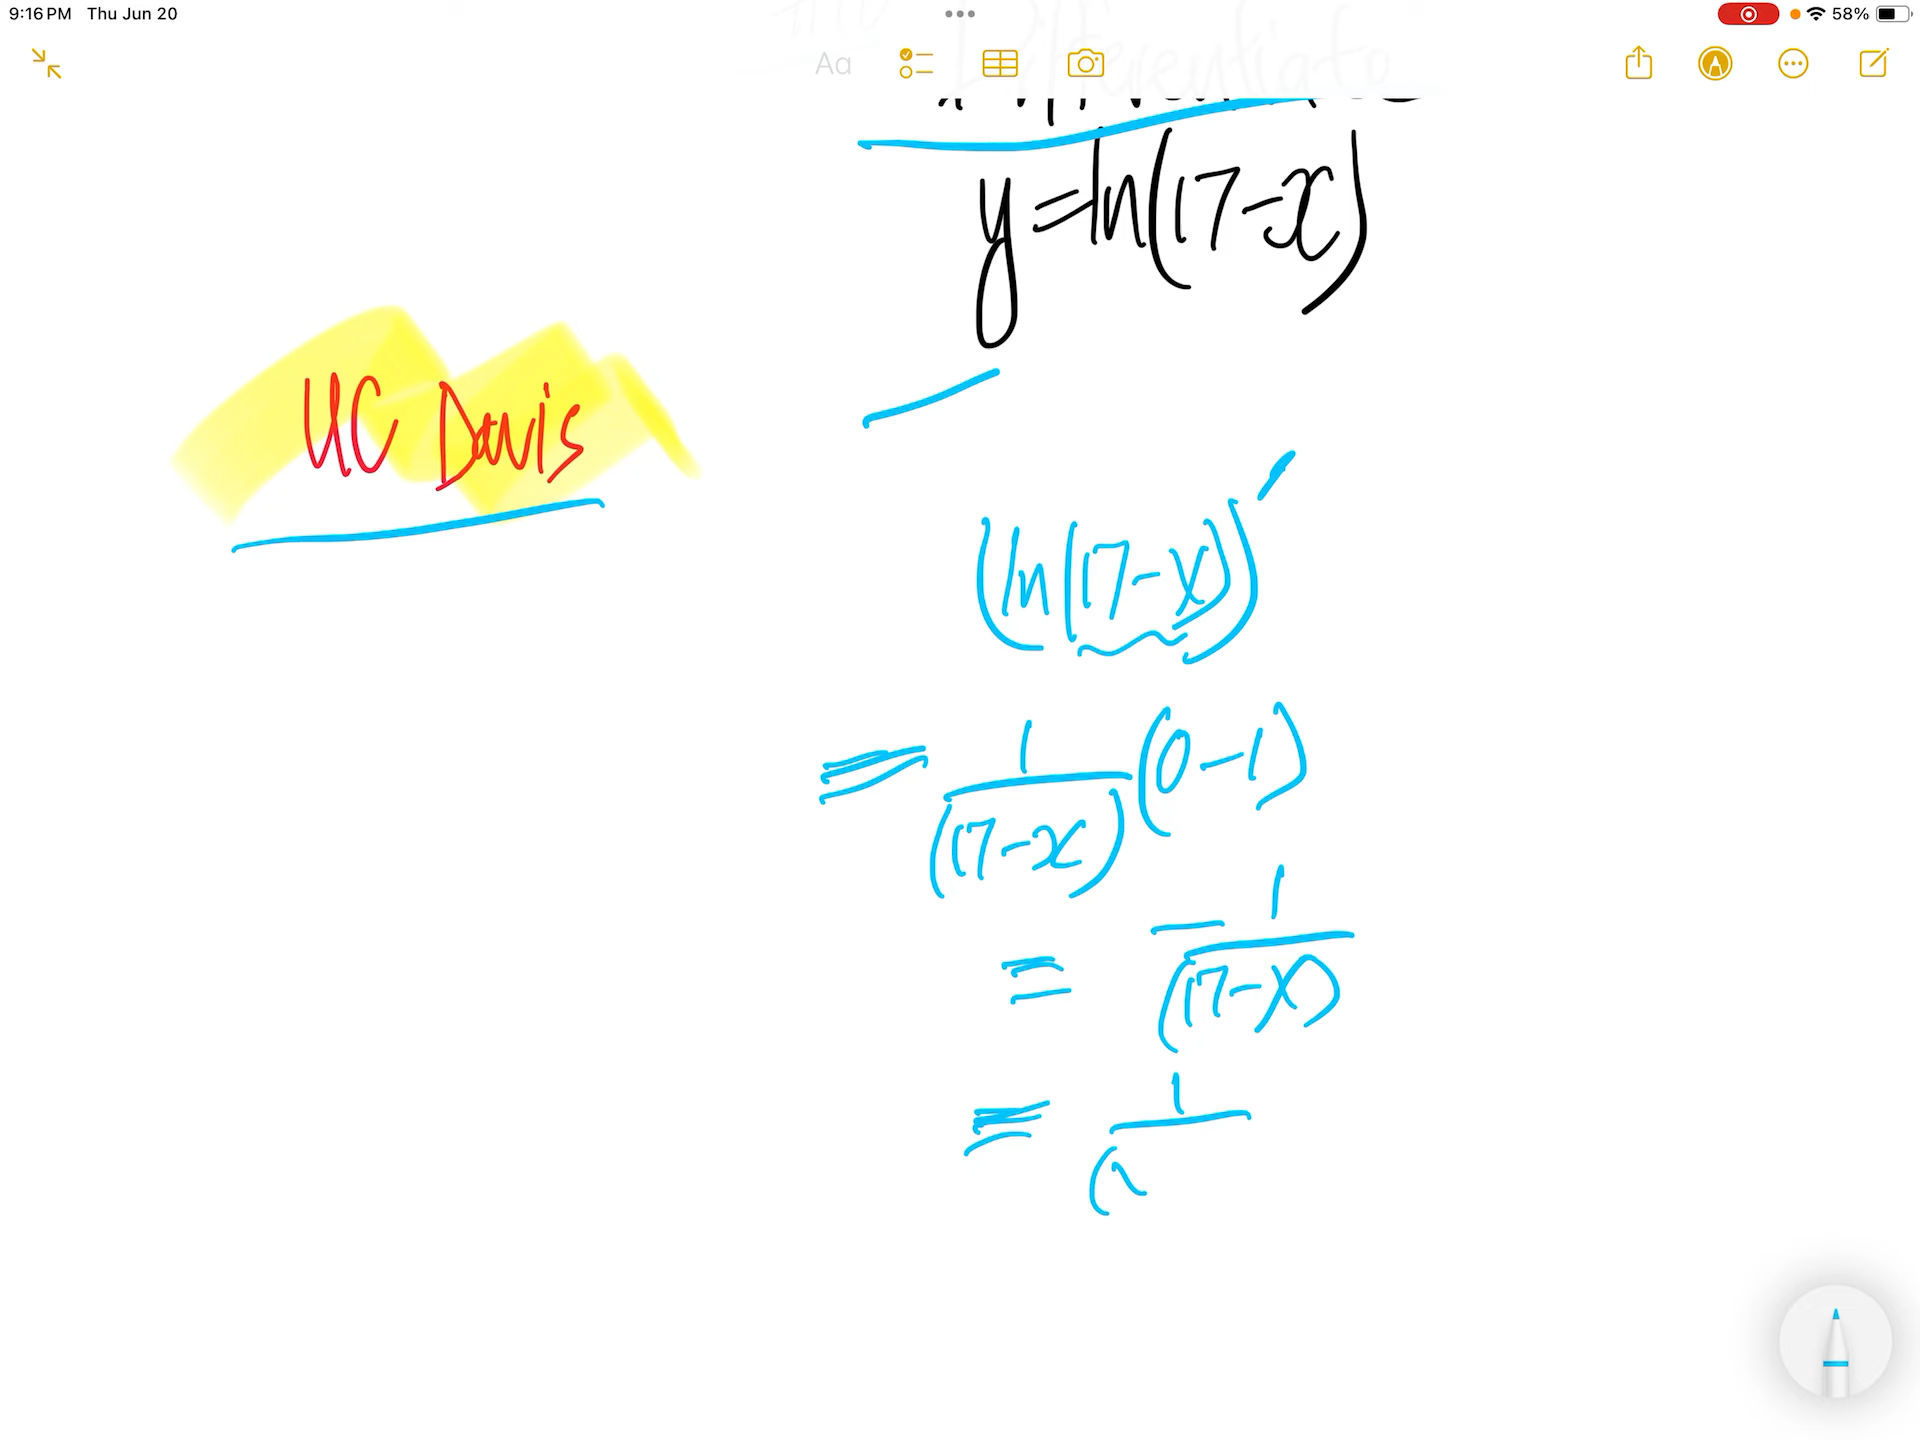 9:16 PM Thu Jun 20
58%
Aa
Differentiate
y=ln(17-x)
UC Davis
(ln(17-x))'
= 1/(17-x) (0-1)
= -1/(17-x)
= 1/(